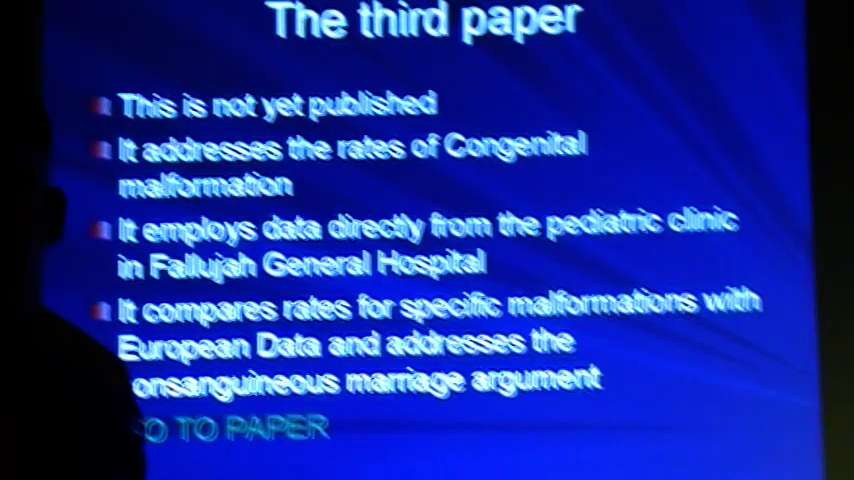 The third paper
This is not yet published
It addresses the rates of Congenital
malformation
It employs data directly from the pediatric clinic
in Fallujah General Hospital
It compares rates for specific malformations with
European Data and addresses the
onsanguineous marriage argument
O TO PAPER